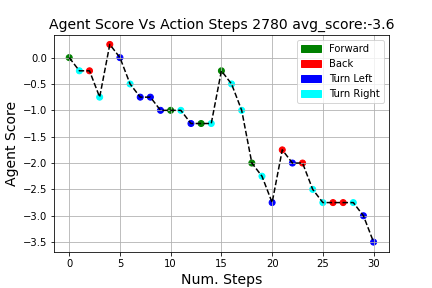 Agent Score Vs Action Steps 2780 avg_score:-3.6
Forward
Back
Turn Left
Turn Right
Agent Score
0.0
−0.5
−1.0
−1.5
−2.0
−2.5
−3.0
−3.5
0 5 10 15 20 25 30
Num. Steps